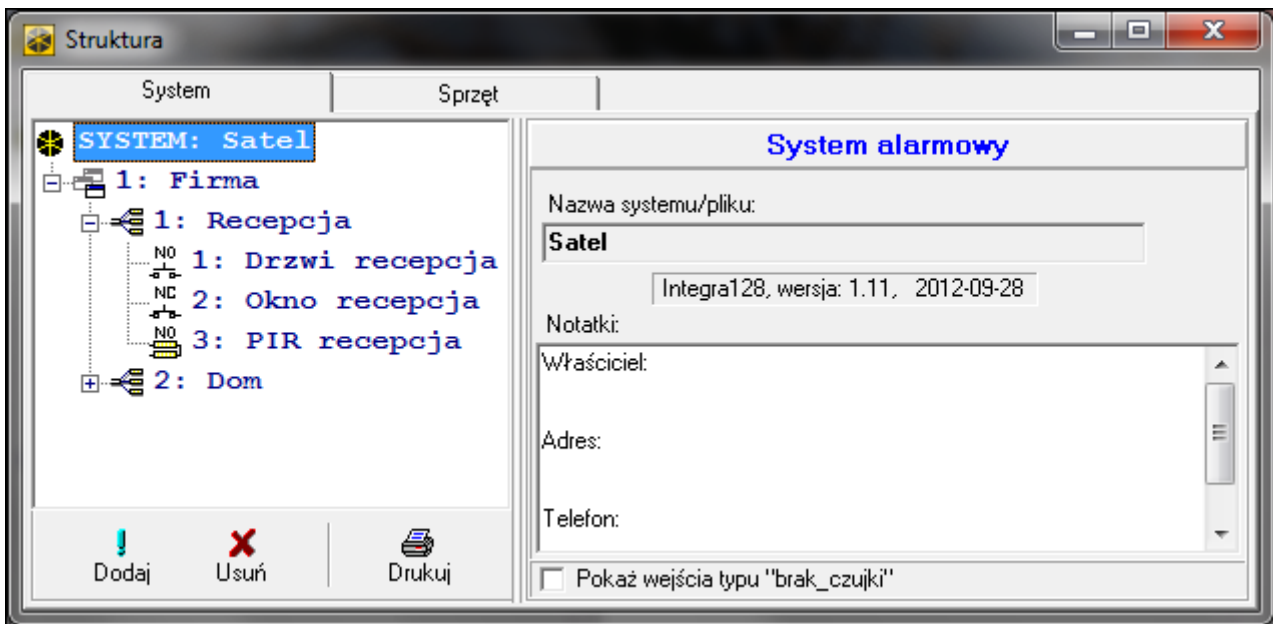 Struktura
System
Sprzęt
SYSTEM: Satel
1: Firma
1: Recepcja
NO
1: Drzwi recepcja
NC
2: Okno recepcja
NO
3: PIR recepcja
2: Dom
Dodaj
Usuń
Drukuj
System alarmowy
Nazwa systemu/pliku:
Satel
Integra128, wersja: 1.11, 2012-09-28
Notatki:
Właściciel:
Adres:
Telefon:
Pokaż wejścia typu "brak_czujki"